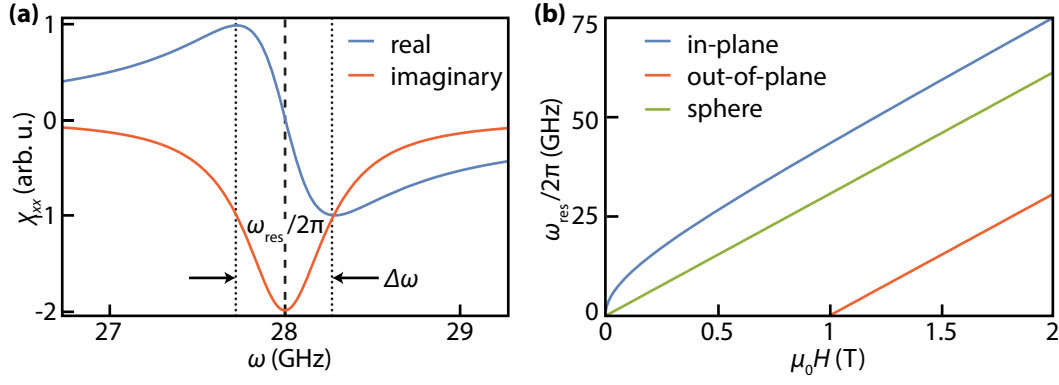 (a)
1
0
1
-2
χxx (arb. u.)
real
imaginary
ωres/2π
Δω
27
28
29
ω (GHz)
(b)
75
50
25
0
ωres/2π (GHz)
in-plane
out-of-plane
sphere
0
0.5
1
1.5
2
μ0H (T)